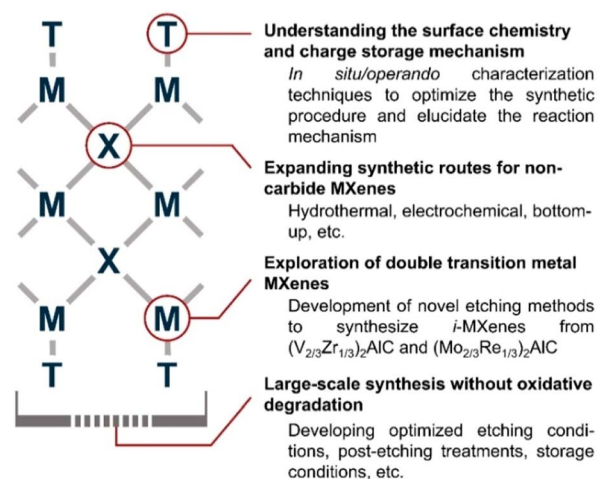 T T
M M
X
M M
X
M M
T T
Understanding the surface chemistry
and charge storage mechanism
In situ/operando characterization
techniques to optimize the synthetic
procedure and elucidate the reaction
mechanism
Expanding synthetic routes for non-
carbide MXenes
Hydrothermal, electrochemical, bottom-
up, etc.
Exploration of double transition metal
MXenes
Development of novel etching methods
to synthesize i-MXenes from
(V2/3Zr1/3)2AlC and (Mo2/3Re1/3)2AlC
Large-scale synthesis without oxidative
degradation
Developing optimized etching condi-
tions, post-etching treatments, storage
conditions, etc.